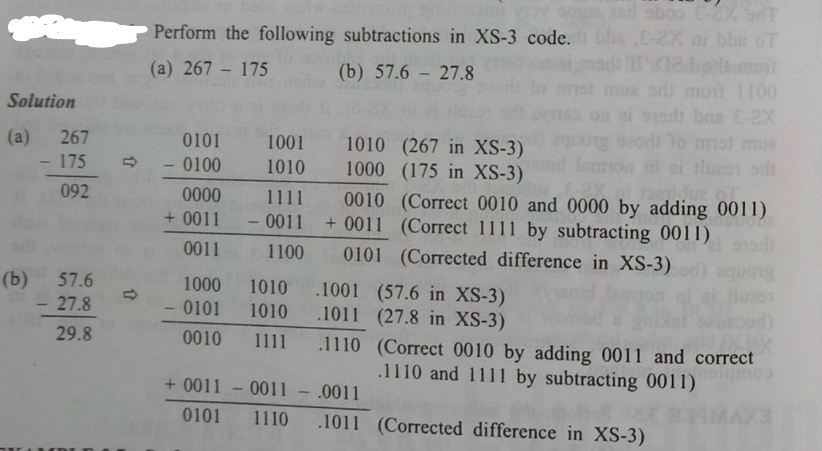 Perform the following subtractions in XS-3 code.
(a) 267 – 175 (b) 57.6 – 27.8
Solution
(a) 267 0101 1001 1010 (267 in XS-3)
– 175 ⇨ – 0100 1010 1000 (175 in XS-3)
092 0000 1111 0010 (Correct 0010 and 0000 by adding 0011)
+ 0011 – 0011 + 0011 (Correct 1111 by subtracting 0011)
0011 1100 0101 (Corrected difference in XS-3)
(b) 57.6 ⇨ 1000 1010 .1001 (57.6 in XS-3)
– 27.8 – 0101 1010 .1011 (27.8 in XS-3)
29.8 0010 1111 .1110 (Correct 0010 by adding 0011 and correct
.1110 and 1111 by subtracting 0011)
+ 0011 – 0011 – .0011
0101 1110 .1011 (Corrected difference in XS-3)